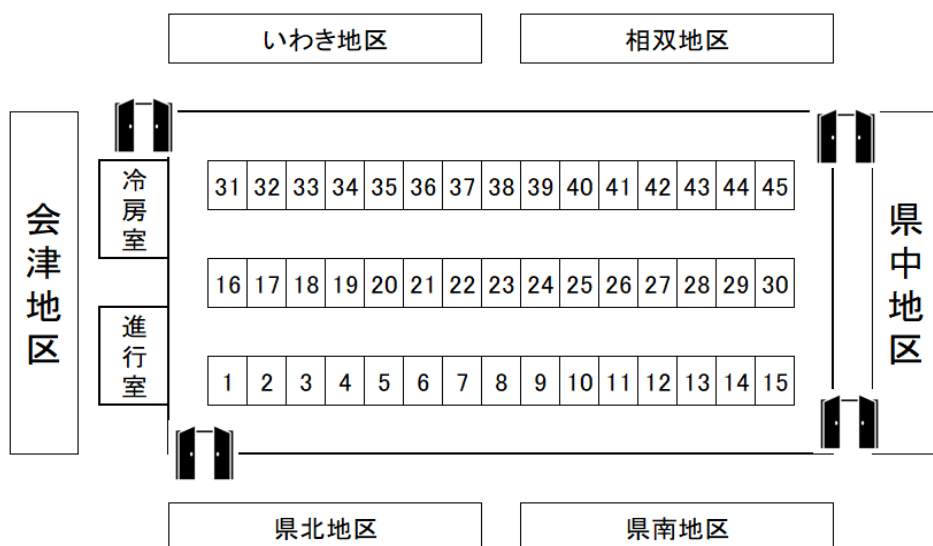 いわき地区 相双地区
会津地区
冷房室
31 32 33 34 35 36 37 38 39 40 41 42 43 44 45
県中地区
16 17 18 19 20 21 22 23 24 25 26 27 28 29 30
進行室
1 2 3 4 5 6 7 8 9 10 11 12 13 14 15
県北地区 県南地区